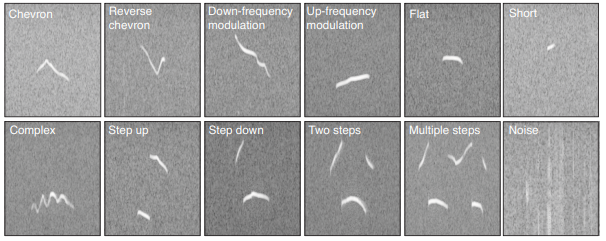 Chevron
Reverse
chevron
Down-frequency
modulation
Up-frequency
modulation
Flat
Short
Complex
Step up
Step down
Two steps
Multiple steps
Noise